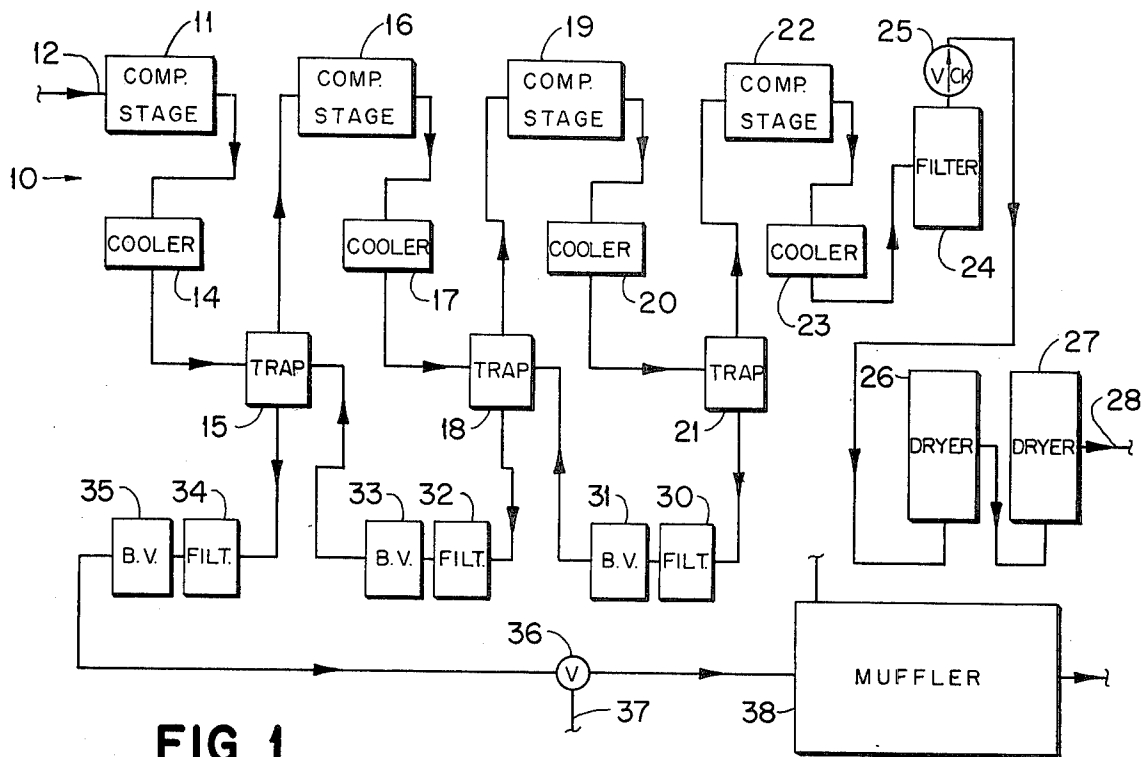 11
16
19
22
25
12
COMP.
STAGE
COMP.
STAGE
COMP.
STAGE
COMP.
STAGE
V CK
10
FILTER
COOLER
COOLER
COOLER
COOLER
24
14
17
20
23
TRAP
TRAP
TRAP
15
18
21
26
27
28
DRYER
DRYER
35
34
33
32
31
30
B.V.
FILT.
B.V.
FILT.
B.V.
FILT.
36
V
37
MUFFLER
38
FIG 1